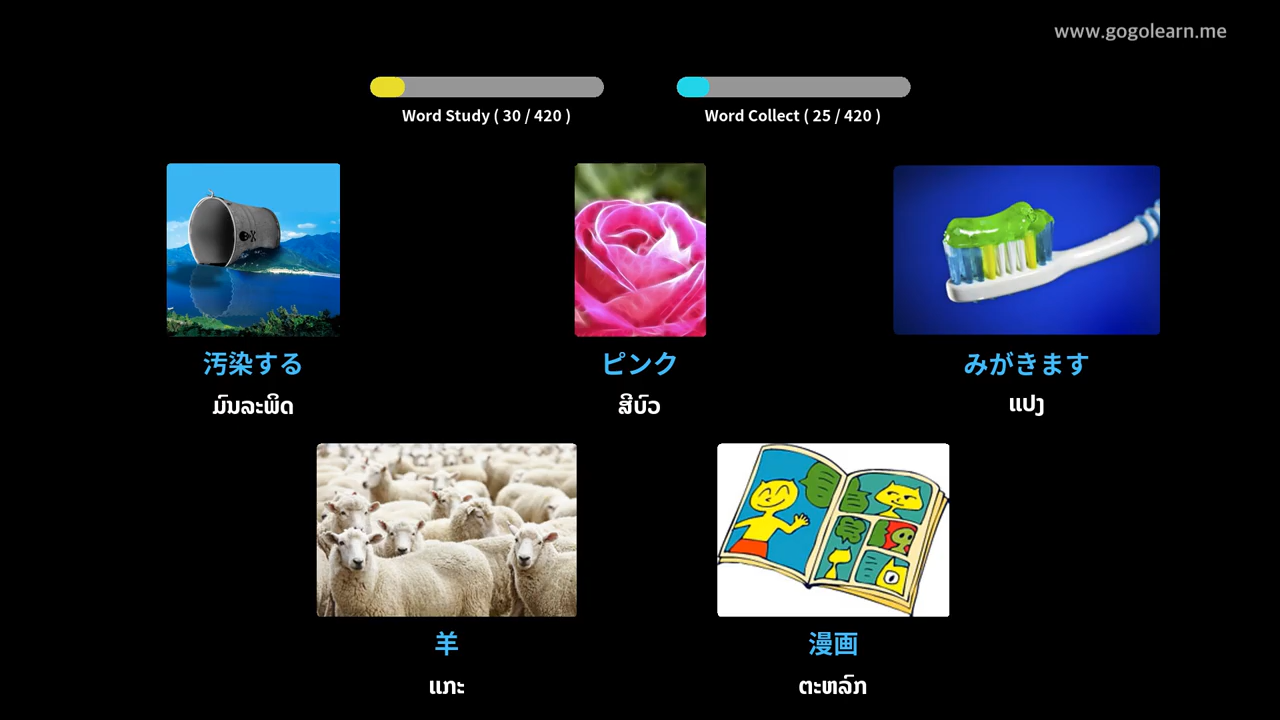 www.gogolearn.me
Word Study ( 30 / 420 )
Word Collect ( 25 / 420 )
汚染する
ມົນລະພິດ
ピンク
ສີບົວ
みがきます
ແປງ
羊
ແກະ
漫画
ຕະຫລົກ